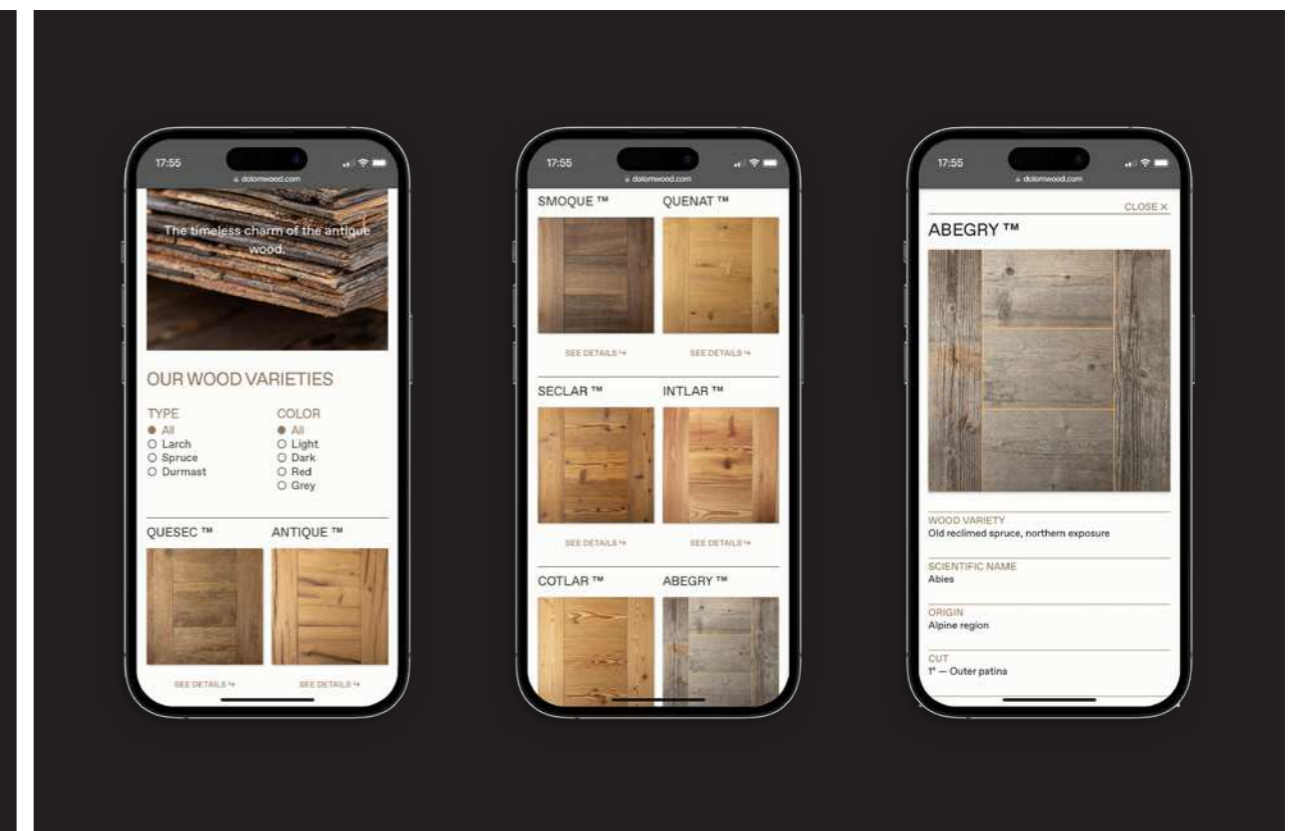 17:55
dolomwood.com
The timeless charm of the antique
wood.
OUR WOOD VARIETIES
TYPE
All
Larch
Spruce
Durmast
COLOR
All
Light
Dark
Red
Grey
QUESEC ™
ANTIQUE ™
SEE DETAILS ↪
SEE DETAILS ↪
17:55
dolomwood.com
SMOQUE ™
QUENAT ™
SEE DETAILS ↪
SEE DETAILS ↪
SECLAR ™
INTLAR ™
SEE DETAILS ↪
SEE DETAILS ↪
COTLAR ™
ABEGRY ™
17:55
dolomwood.com
CLOSE ×
ABEGRY ™
WOOD VARIETY
Old reclimed spruce, northern exposure
SCIENTIFIC NAME
Abies
ORIGIN
Alpine region
CUT
1° — Outer patina